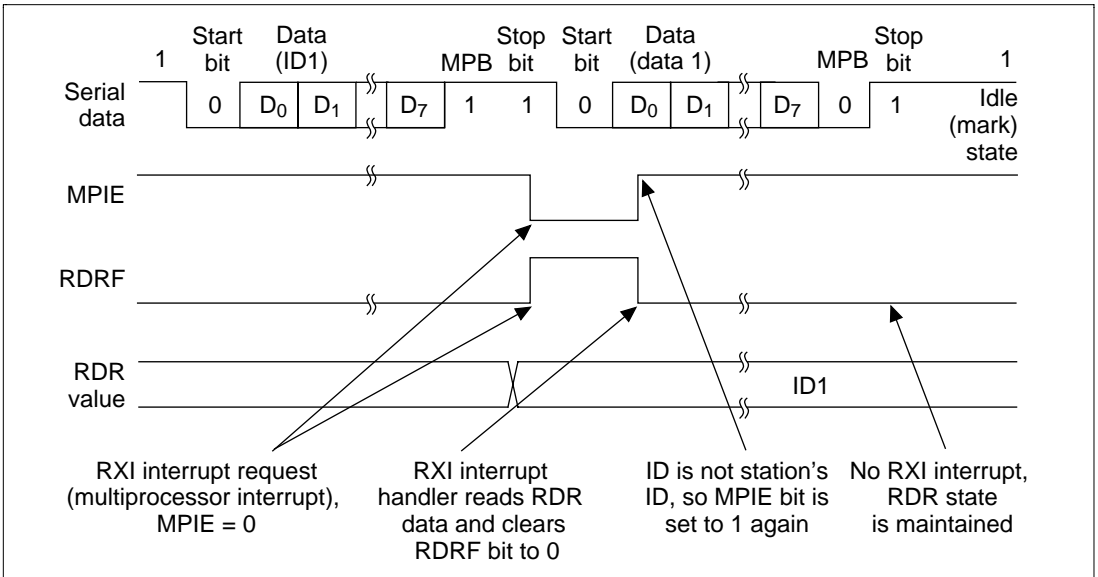 1 Start bit Data (ID1) MPB Stop bit Start bit Data (data 1) MPB Stop bit 1
Serial data 0 D0 D1 D7 1 1 0 D0 D1 D7 0 1 Idle (mark) state
MPIE
RDRF
RDR value ID1
RXI interrupt request
(multiprocessor interrupt),
MPIE = 0
RXI interrupt
handler reads RDR
data and clears
RDRF bit to 0
ID is not station's
ID, so MPIE bit is
set to 1 again
No RXI interrupt,
RDR state
is maintained